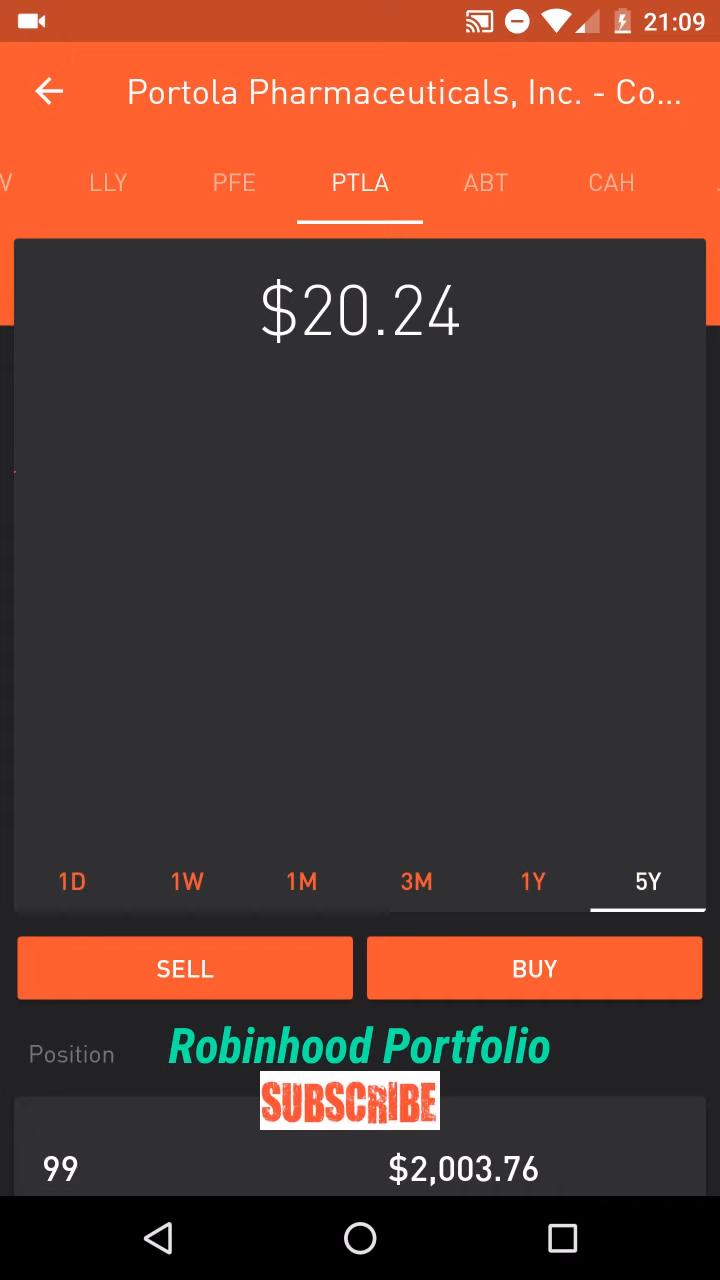 21:09
Portola Pharmaceuticals, Inc. - Co...
LLY PFE PTLA ABT CAH
$20.24
1D 1W 1M 3M 1Y 5Y
SELL BUY
Robinhood Portfolio
Position
SUBSCRIBE
99 $2,003.76